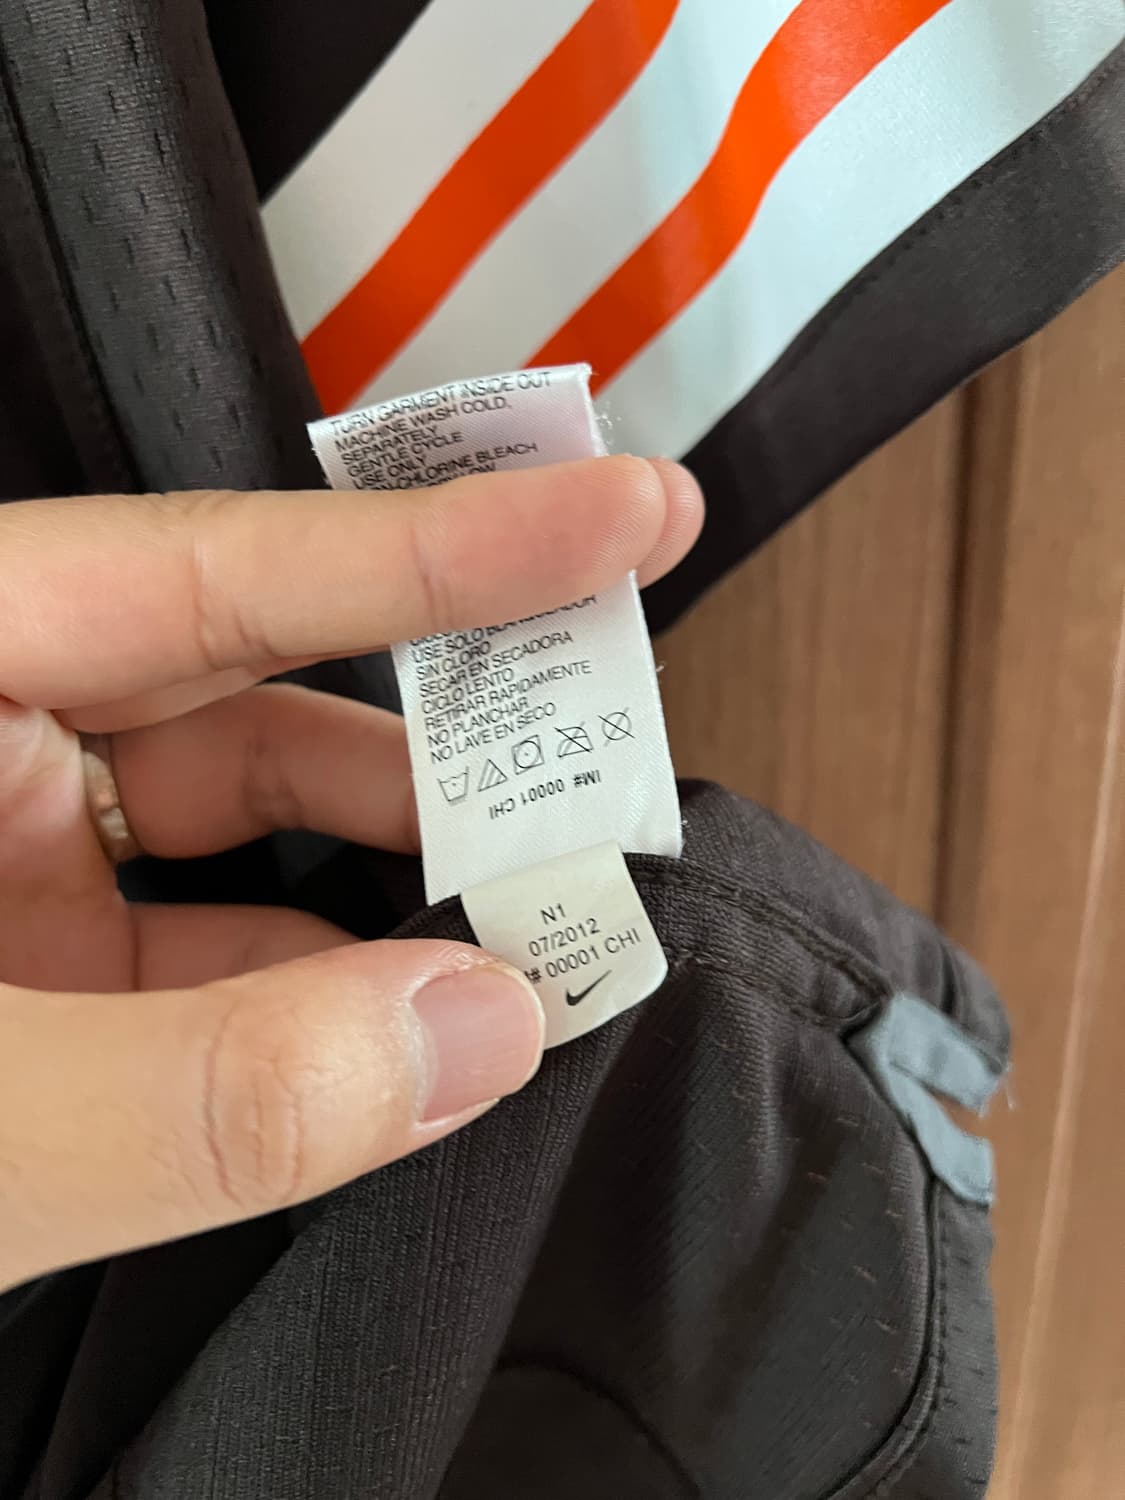 TURN GARMENT INSIDE OUT
MACHINE WASH COLD,
SEPARATELY
GENTLE CYCLE
USE ONLY
CHLORINE BLEACH
USE SOLO BLANQUEADOR
SIN CLORO
SECAR EN SECADORA
CICLO LENTO
RETIRAR RAPIDAMENTE
NO PLANCHAR
NO LAVE EN SECO
IM# 00001 CHI
N1
07/2012
# 00001 CHI